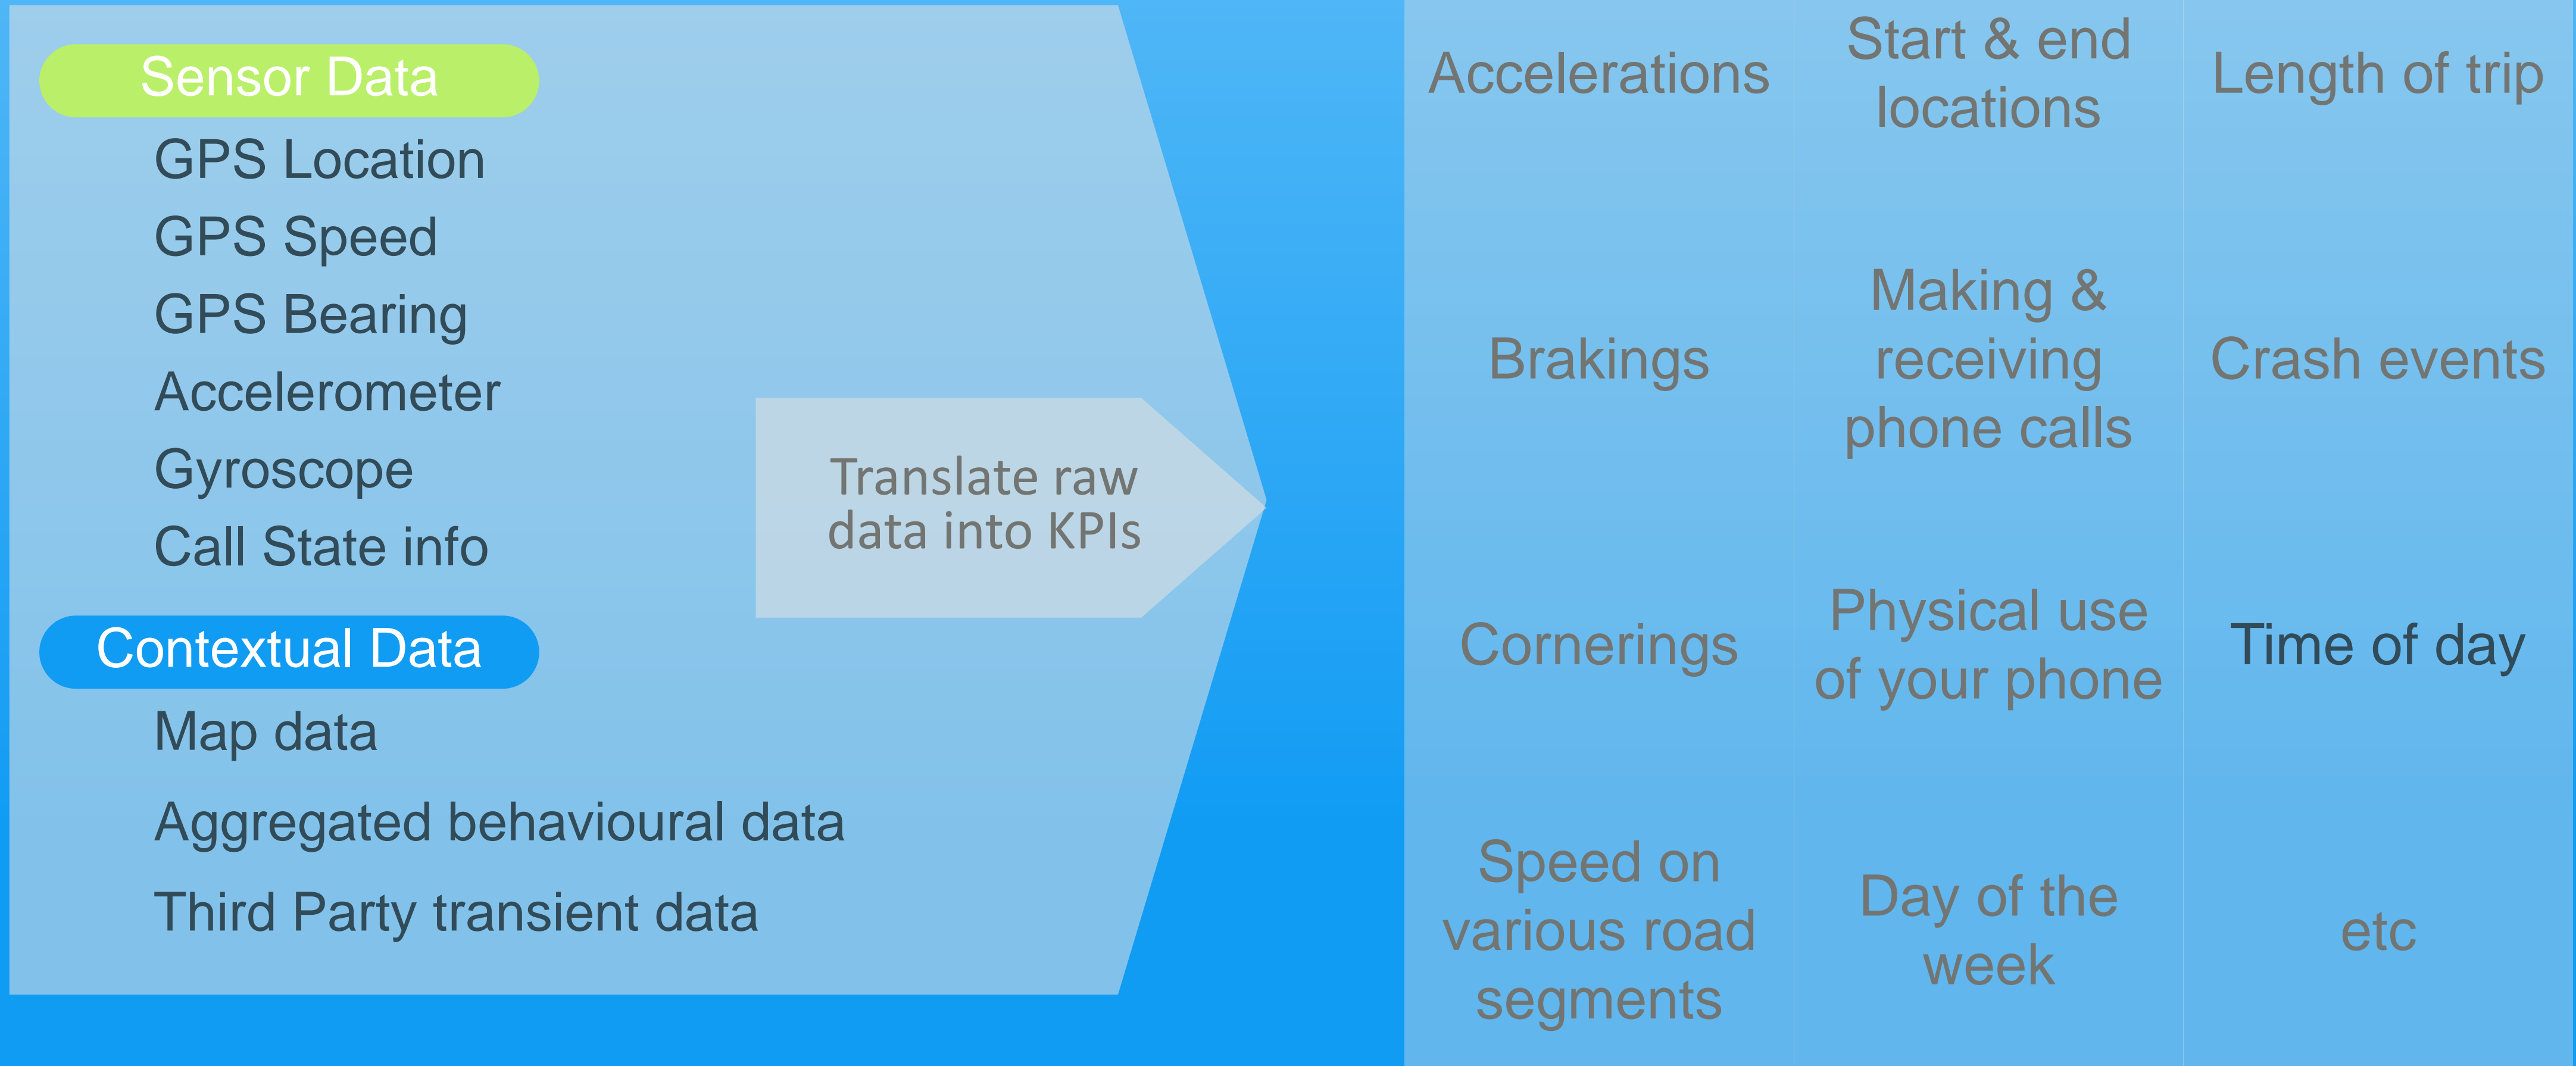 Sensor Data
GPS Location
GPS Speed
GPS Bearing
Accelerometer
Gyroscope
Call State info
Contextual Data
Map data
Aggregated behavioural data
Third Party transient data
Translate raw
data into KPIs
Accelerations
Start & end
locations
Length of trip
Brakings
Making &
receiving
phone calls
Crash events
Cornerings
Physical use
of your phone
Time of day
Speed on
various road
segments
Day of the
week
etc